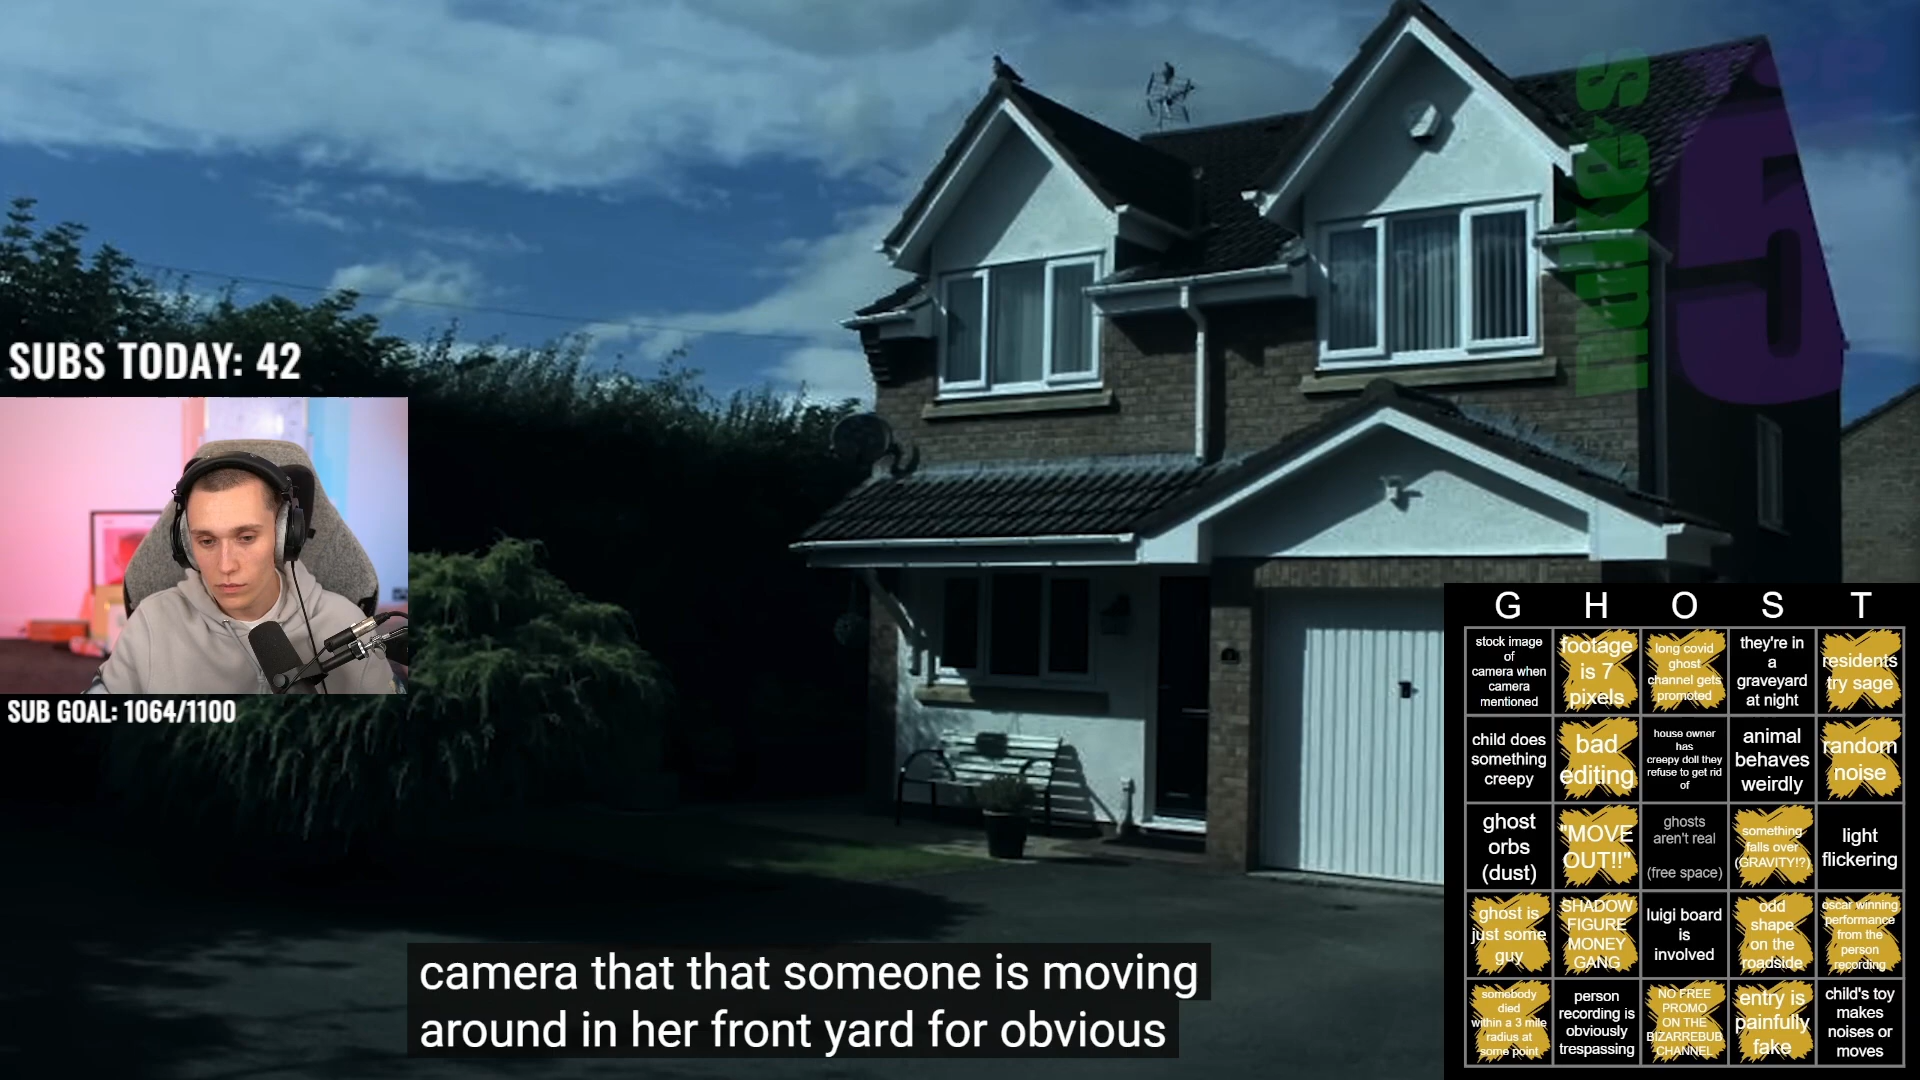 nuke's
5
SUBS TODAY: 42
SUB GOAL: 1064/1100
camera that that someone is moving
around in her front yard for obvious
G H O S T
stock image
of
camera when
camera
mentioned
footage
is 7
pixels
long covid
ghost
channel gets
promoted
they're in
a
graveyard
at night
residents
try sage
child does
something
creepy
bad
editing
house owner
has
creepy doll they
refuse to get rid
of
animal
behaves
weirdly
random
noise
ghost
orbs
(dust)
"MOVE
OUT!!"
ghosts
aren't real
(free space)
something
falls over
(GRAVITY!?)
light
flickering
ghost is
just some
guy
SHADOW
FIGURE
MONEY
GANG
luigi board
is
involved
odd
shape
on the
roadside
oscar winning
performance
from the
person
recording
somebody
died
within a 3 mile
radius at
some point
person
recording is
obviously
trespassing
NO FREE
PROMO
ON THE
BIZARREBUB
CHANNEL
entry is
painfully
fake
child's toy
makes
noises or
moves